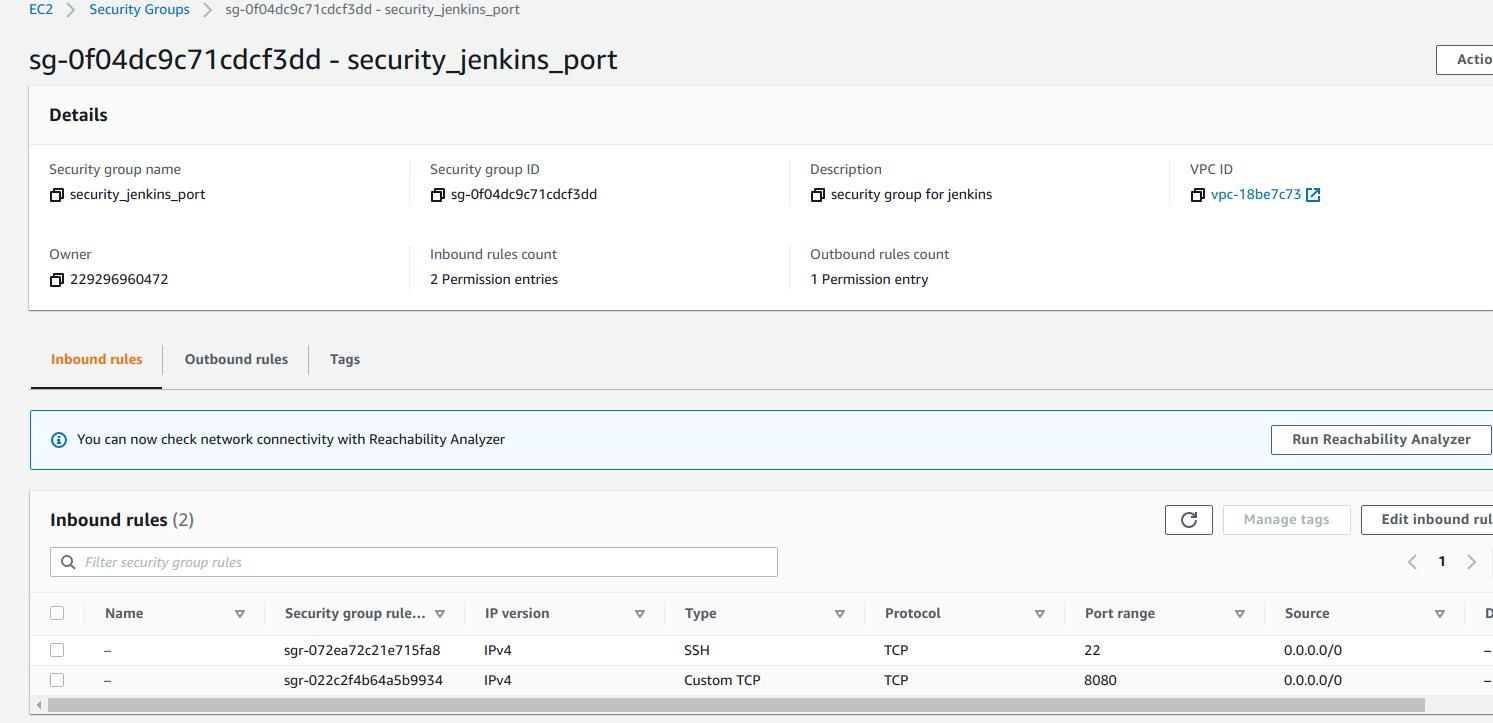 EC2 > Security Groups > sg-0f04dc9c71cdcf3dd - security_jenkins_port
sg-0f04dc9c71cdcf3dd - security_jenkins_port
Actio
Details
Security group name
security_jenkins_port
Security group ID
sg-0f04dc9c71cdcf3dd
Description
security group for jenkins
VPC ID
vpc-18be7c73
Owner
229296960472
Inbound rules count
2 Permission entries
Outbound rules count
1 Permission entry
Inbound rules Outbound rules Tags
You can now check network connectivity with Reachability Analyzer
Run Reachability Analyzer
Inbound rules (2)
Manage tags
Edit inbound rul
Filter security group rules
1
Name Security group rule... IP version Type Protocol Port range Source D
– sgr-072ea72c21e715fa8 IPv4 SSH TCP 22 0.0.0.0/0 –
– sgr-022c2f4b64a5b9934 IPv4 Custom TCP TCP 8080 0.0.0.0/0 –